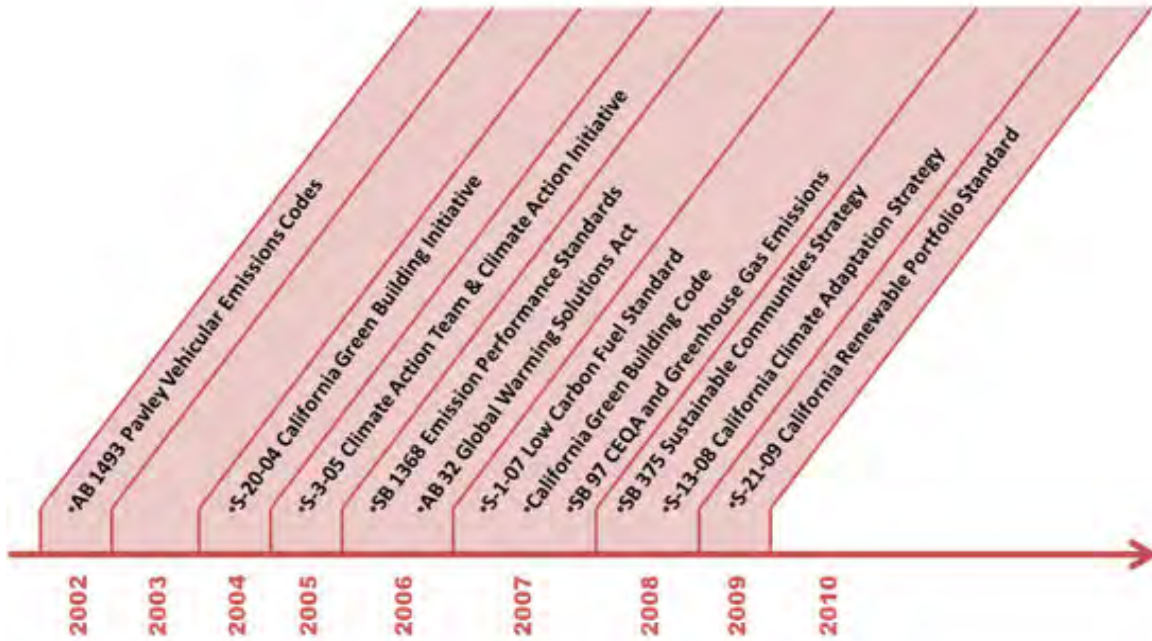 *AB 1493 Pavley Vehicular Emissions Codes
*S-20-04 California Green Building Initiative
*S-3-05 Climate Action Team & Climate Action Initiative
*SB 1368 Emission Performance Standards
*AB 32 Global Warming Solutions Act
*S-1-07 Low Carbon Fuel Standard
*California Green Building Code
*SB 97 CEQA and Greenhouse Gas Emissions
*SB 375 Sustainable Communities Strategy
*S-13-08 California Climate Adaptation Strategy
*S-21-09 California Renewable Portfolio Standard
2002
2003
2004
2005
2006
2007
2008
2009
2010